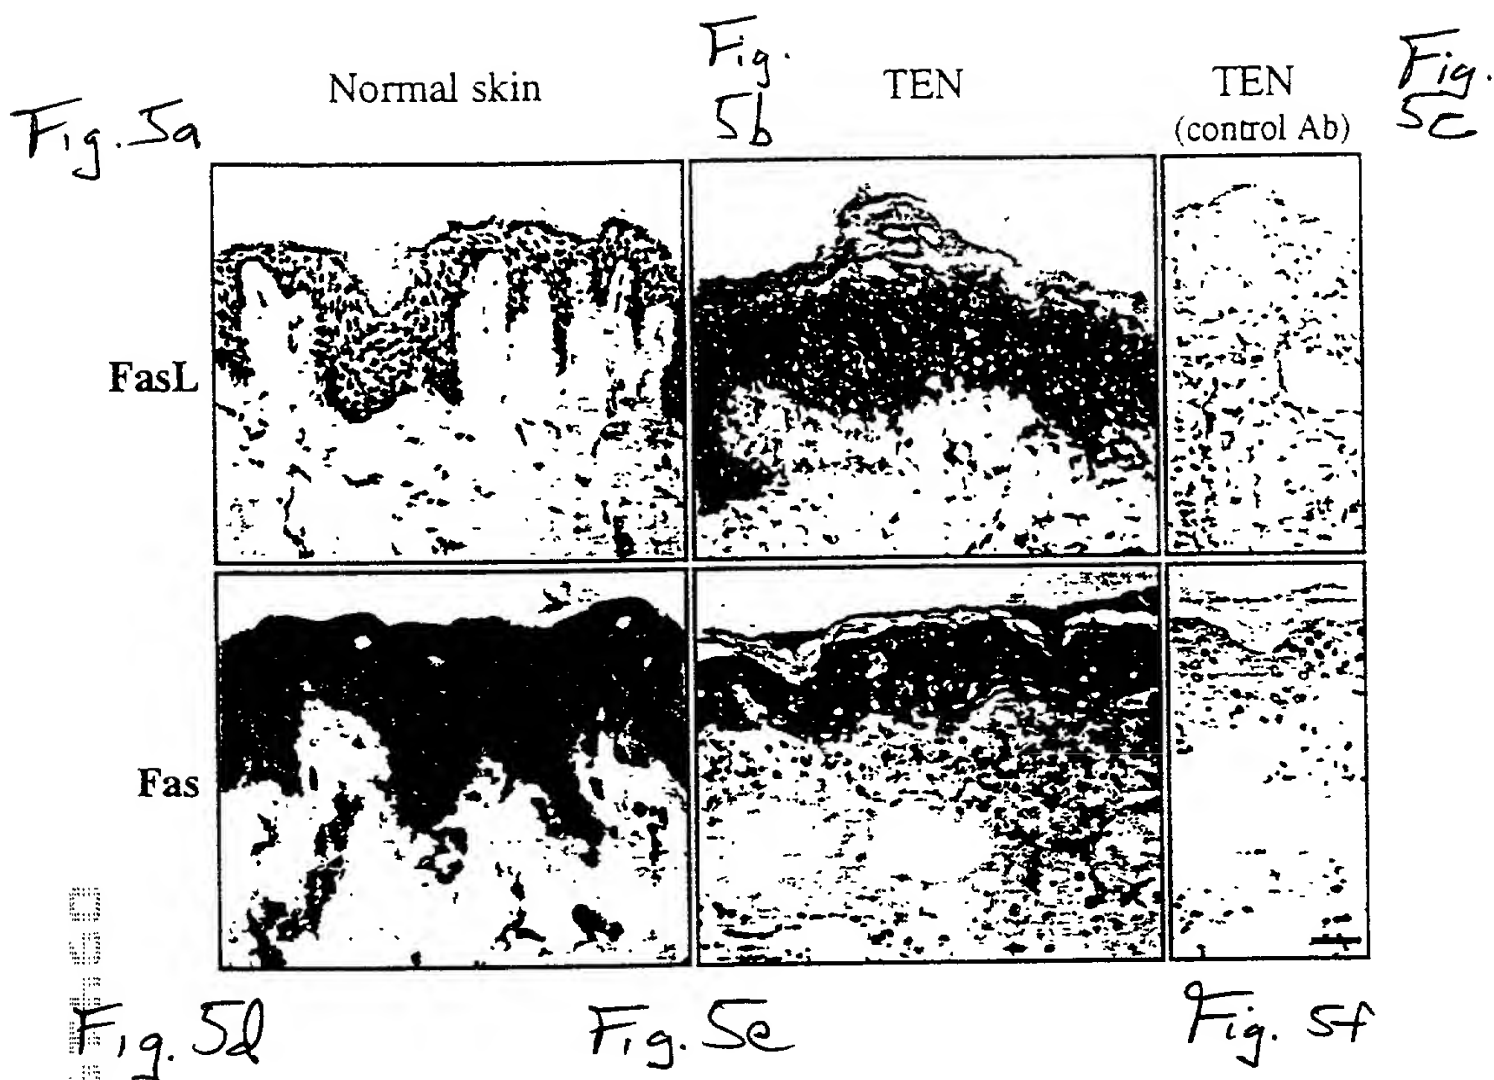 Fig. 5a
Normal skin
Fig.
5b
TEN
TEN
(control Ab)
Fig.
5c
FasL
Fas
Fig. 5d
Fig. 5e
Fig. 5f